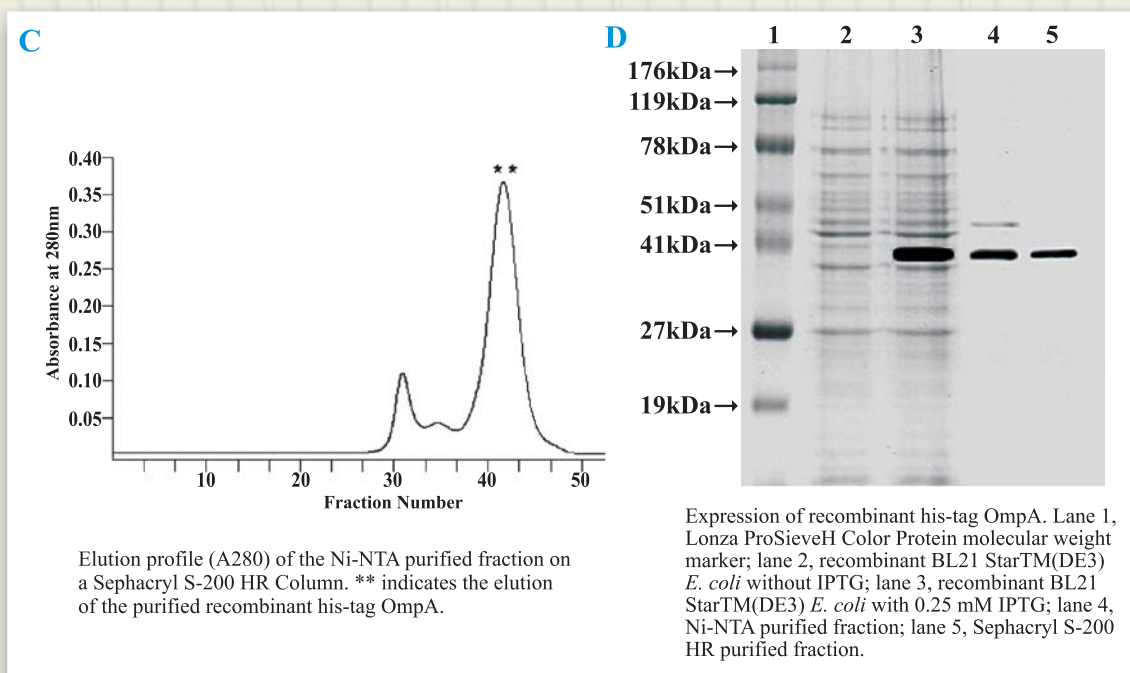 C
0.40
0.35
0.30
0.25
0.20
0.15
0.10
0.05
Absorbance at 280nm
* *
10 20 30 40 50
Fraction Number
Elution profile (A280) of the Ni-NTA purified fraction on
a Sephacryl S-200 HR Column. ** indicates the elution
of the purified recombinant his-tag OmpA.
D
1 2 3 4 5
176kDa→
119kDa→
78kDa→
51kDa→
41kDa→
27kDa→
19kDa→
Expression of recombinant his-tag OmpA. Lane 1,
Lonza ProSieveH Color Protein molecular weight
marker; lane 2, recombinant BL21 StarTM(DE3)
E. coli without IPTG; lane 3, recombinant BL21
StarTM(DE3) E. coli with 0.25 mM IPTG; lane 4,
Ni-NTA purified fraction; lane 5, Sephacryl S-200
HR purified fraction.